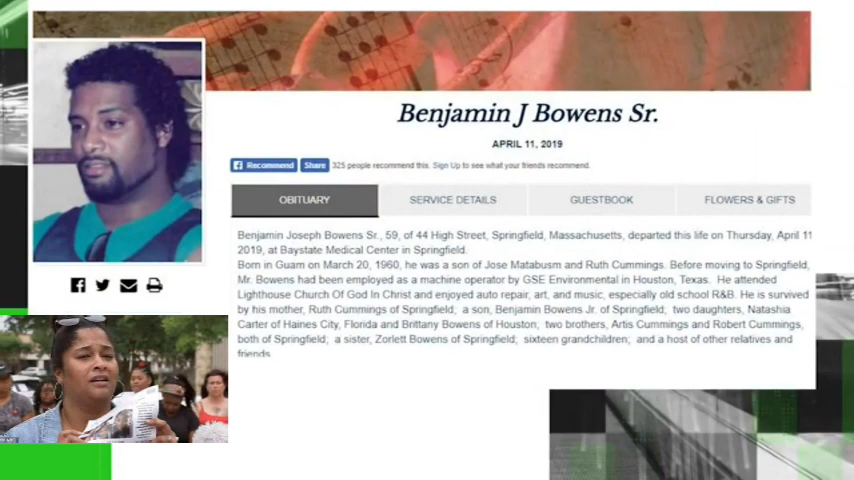 Benjamin J Bowens Sr.
APRIL 11, 2019
Recommend Share 325 people recommend this. Sign Up to see what your friends recommend.
OBITUARY SERVICE DETAILS GUESTBOOK FLOWERS & GIFTS
Benjamin Joseph Bowens Sr., 59, of 44 High Street, Springfield, Massachusetts, departed this life on Thursday, April 11
2019, at Baystate Medical Center in Springfield.
Born in Guam on March 20, 1960, he was a son of Jose Matabusm and Ruth Cummings. Before moving to Springfield,
Mr. Bowens had been employed as a machine operator by GSE Environmental in Houston, Texas. He attended
Lighthouse Church Of God In Christ and enjoyed auto repair, art, and music, especially old school R&B. He is survived
by his mother, Ruth Cummings of Springfield; a son, Benjamin Bowens Jr. of Springfield; two daughters, Natashia
Carter of Haines City, Florida and Brittany Bowens of Houston; two brothers, Artis Cummings and Robert Cummings,
both of Springfield; a sister, Zorlett Bowens of Springfield; sixteen grandchildren; and a host of other relatives and
friends